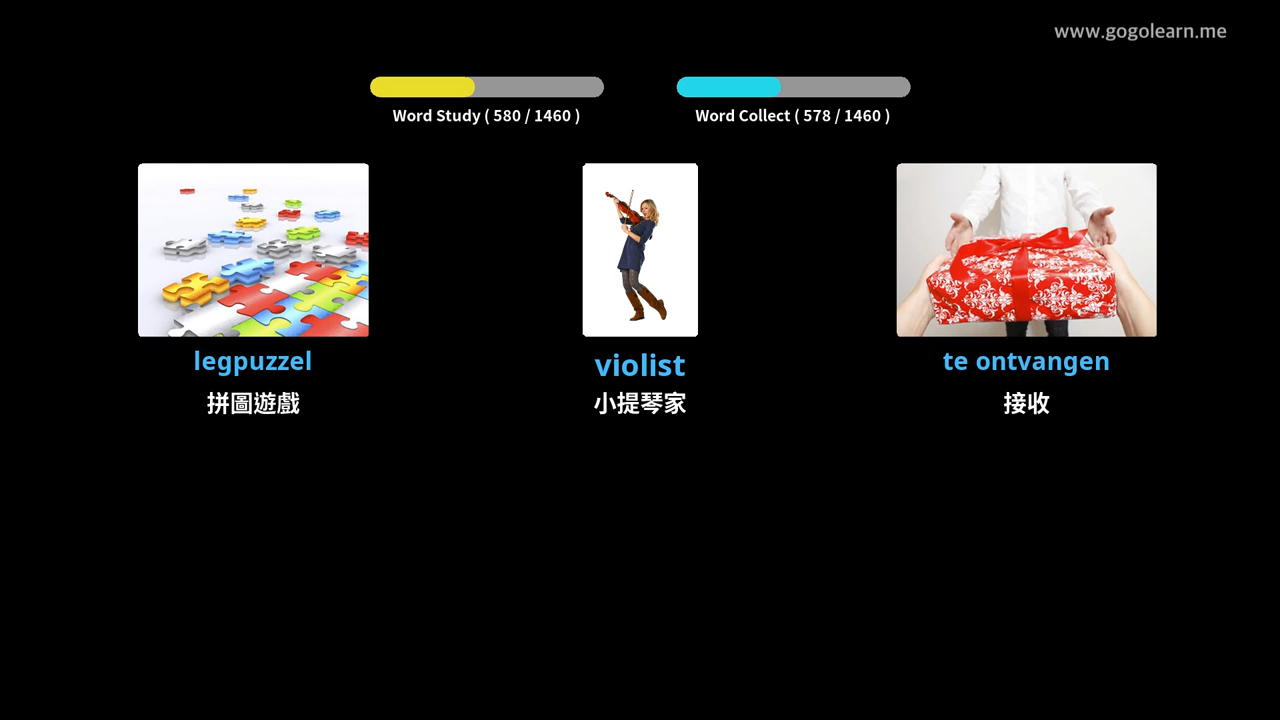 www.gogolearn.me
Word Study ( 580 / 1460 )
Word Collect ( 578 / 1460 )
legpuzzel
violist
te ontvangen
拼圖遊戲
小提琴家
接收